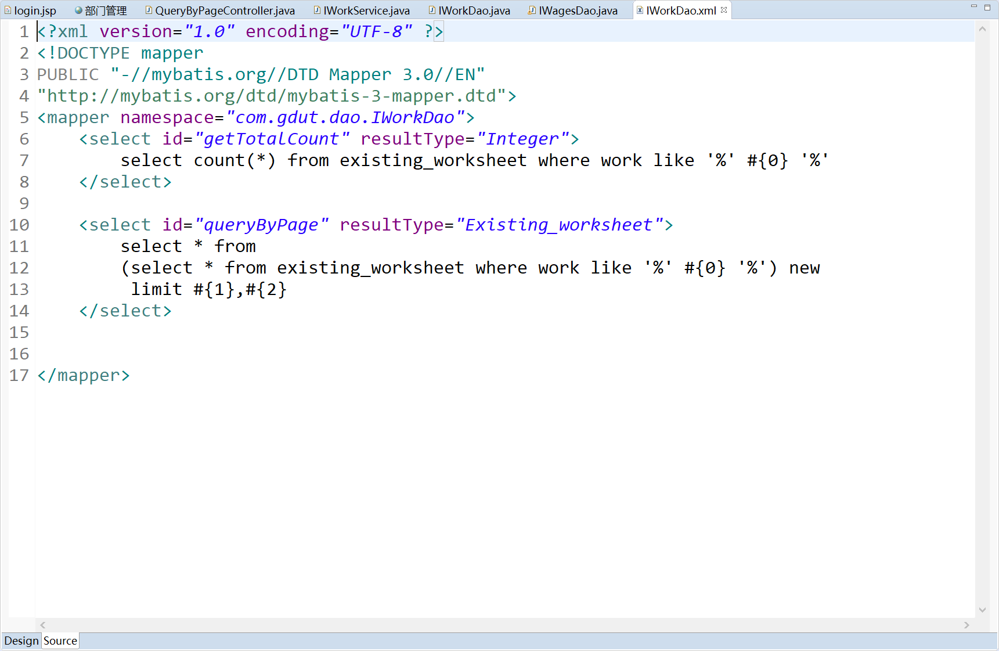 login.jsp 部门管理 QueryByPageController.java IWorkService.java IWorkDao.java IWagesDao.java IWorkDao.xml
1 <?xml version="1.0" encoding="UTF-8" ?>
2 <!DOCTYPE mapper
3 PUBLIC "-//mybatis.org//DTD Mapper 3.0//EN"
4 "http://mybatis.org/dtd/mybatis-3-mapper.dtd">
5 <mapper namespace="com.gdut.dao.IWorkDao">
6     <select id="getTotalCount" resultType="Integer">
7         select count(*) from existing_worksheet where work like '%' #{0} '%'
8     </select>
9
10     <select id="queryByPage" resultType="Existing_worksheet">
11         select * from
12         (select * from existing_worksheet where work like '%' #{0} '%') new
13          limit #{1},#{2}
14     </select>
15
16
17 </mapper>
Design Source